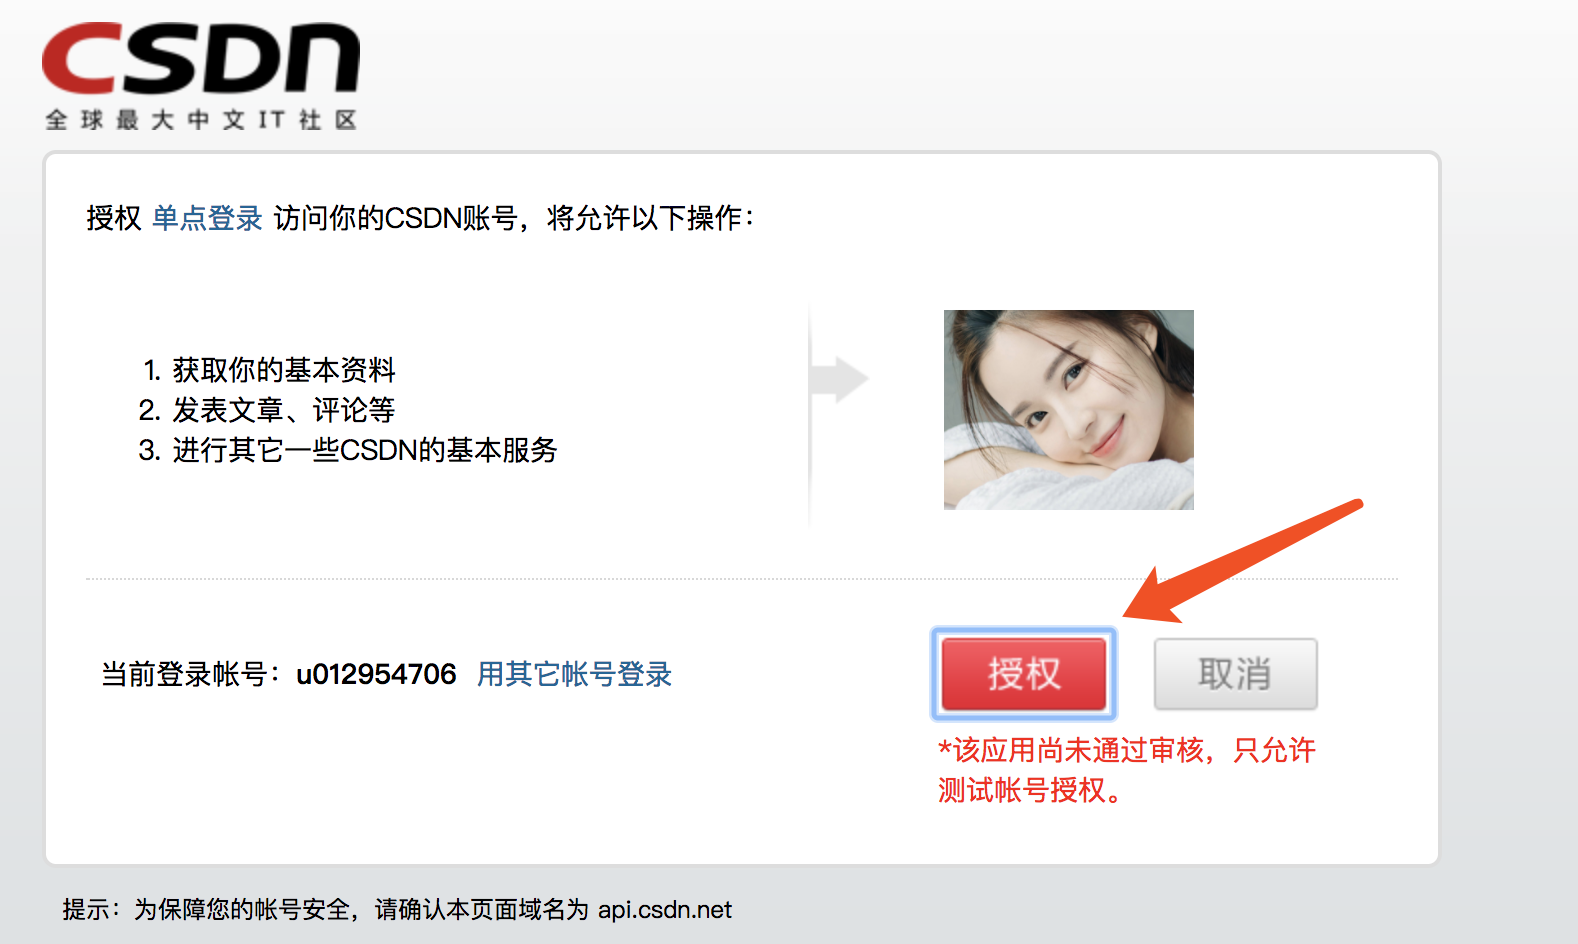 CSDN
全球最大中文IT社区
授权 单点登录 访问你的CSDN账号，将允许以下操作：
1. 获取你的基本资料
2. 发表文章、评论等
3. 进行其它一些CSDN的基本服务
当前登录帐号：u012954706 用其它帐号登录
授权 取消
*该应用尚未通过审核，只允许
测试帐号授权。
提示：为保障您的帐号安全，请确认本页面域名为 api.csdn.net